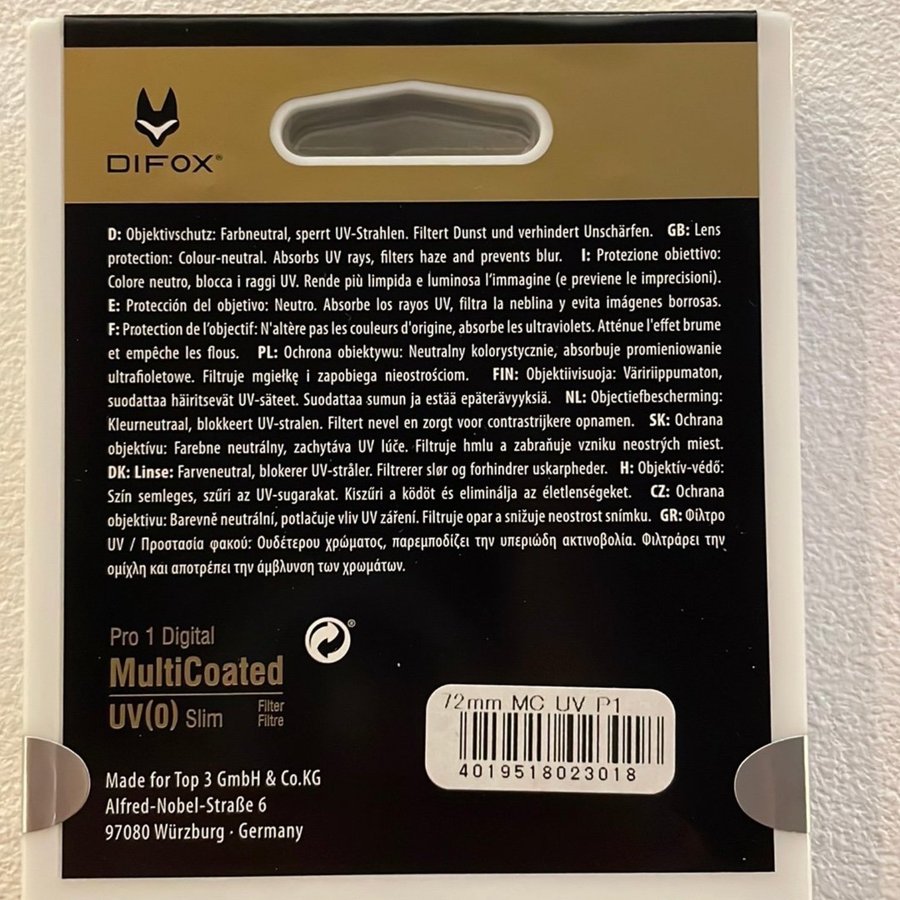 DIFOX®
D: Objektivschutz: Farbneutral, sperrt UV-Strahlen. Filtert Dunst und verhindert Unschärfen. GB: Lens
protection: Colour-neutral. Absorbs UV rays, filters haze and prevents blur. I: Protezione obiettivo:
Colore neutro, blocca i raggi UV. Rende più limpida e luminosa l'immagine (e previene le imprecisioni).
E: Protección del objetivo: Neutro. Absorbe los rayos UV, filtra la neblina y evita imágenes borrosas.
F: Protection de l'objectif: N'altère pas les couleurs d'origine, absorbe les ultraviolets. Atténue l'effet brume
et empêche les flous. PL: Ochrona obiektywu: Neutralny kolorystycznie, absorbuje promieniowanie
ultrafioletowe. Filtruje mgiełkę i zapobiega nieostrościom. FIN: Objektiivisuoja: Väririippumaton,
suodattaa häiritsevät UV-säteet. Suodattaa sumun ja estää epäterävyyksiä. NL: Objectiefbescherming:
Kleurneutraal, blokkeert UV-stralen. Filtert nevel en zorgt voor contrastrijkere opnamen. SK: Ochrana
objektívu: Farebne neutrálny, zachytáva UV lúče. Filtruje hmlu a zabraňuje vzniku neostrých miest.
DK: Linse: Farveneutral, blokerer UV-stråler. Filtrerer slør og forhindrer uskarpheder. H: Objektív-védő:
Szín semleges, szűri az UV-sugarakat. Kiszűri a ködöt és eliminálja az életlenségeket. CZ: Ochrana
objektivu: Barevně neutrální, potlačuje vliv UV záření. Filtruje opar a snižuje neostrost snímku. GR: Φίλτρο
UV / Προστασία φακού: Ουδέτερου χρώματος, παρεμποδίζει την υπεριώδη ακτινοβολία. Φιλτράρει την
ομίχλη και αποτρέπει την άμβλυνση των χρωμάτων.
Pro 1 Digital
MultiCoated
UV(0) Slim Filter
Filtre
®
72mm MC UV P1
4019518023018
Made for Top 3 GmbH & Co.KG
Alfred-Nobel-Straße 6
97080 Würzburg · Germany